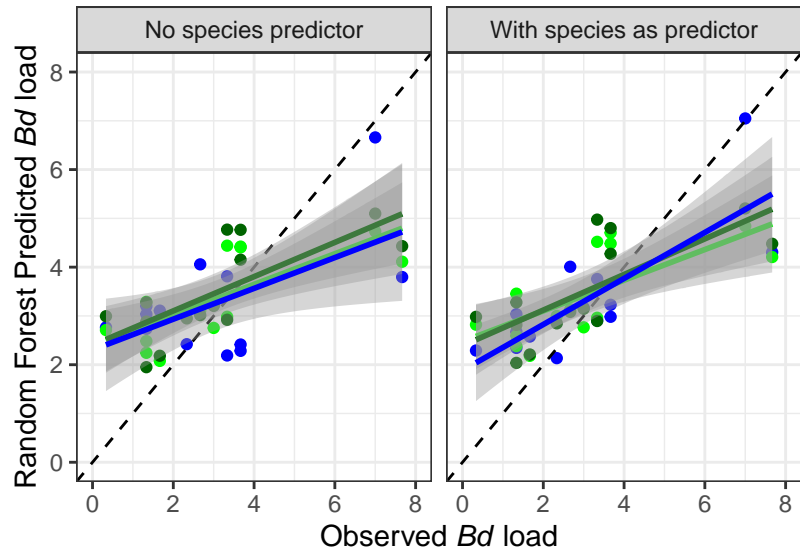 No species predictor
With species as predictor
Random Forest Predicted Bd load
8
6
4
2
0
0 2 4 6 8
0 2 4 6 8
Observed Bd load